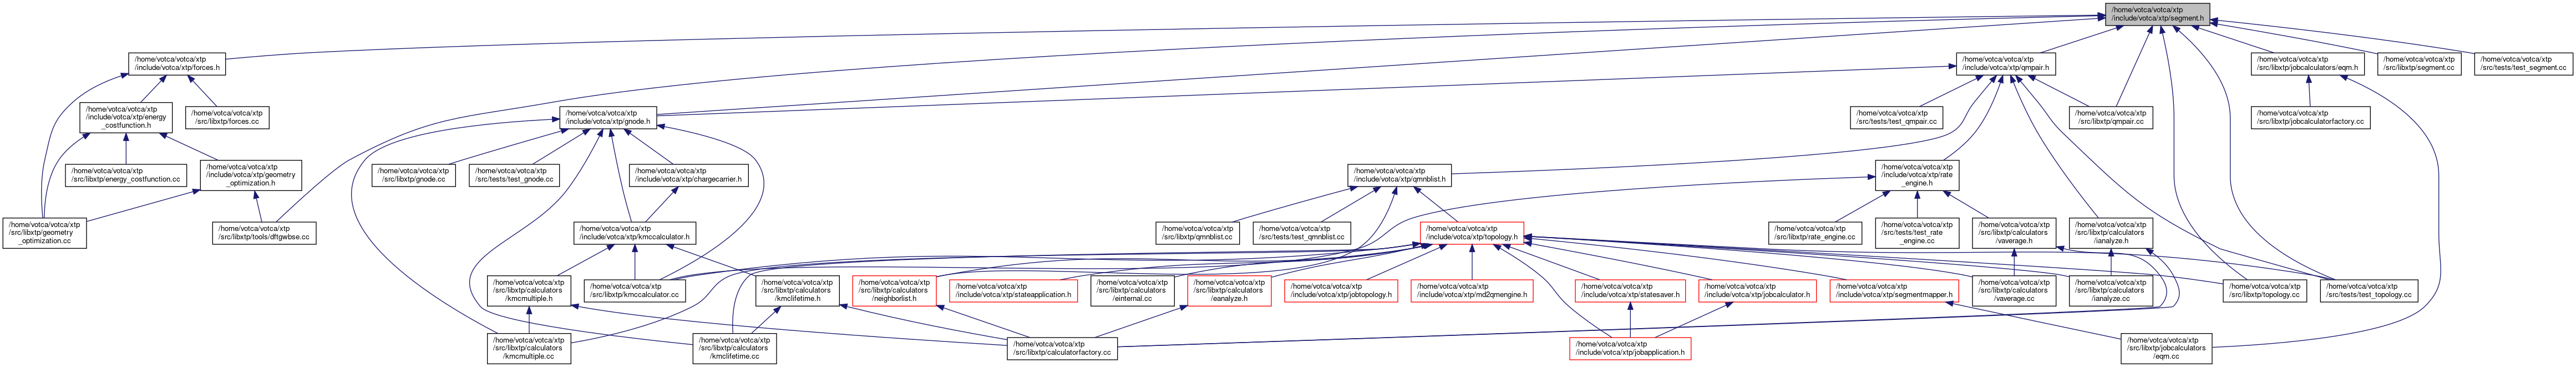 /home/votca/votca/xtp
/include/votca/xtp/segment.h
/home/votca/votca/xtp
/include/votca/xtp/forces.h
/home/votca/votca/xtp
/include/votca/xtp/qmpair.h
/home/votca/votca/xtp
/src/libxtp/jobcalculators/eqm.h
/home/votca/votca/xtp
/src/libxtp/segment.cc
/home/votca/votca/xtp
/src/tests/test_segment.cc
/home/votca/votca/xtp
/include/votca/xtp/energy
_costfunction.h
/home/votca/votca/xtp
/src/libxtp/forces.cc
/home/votca/votca/xtp
/include/votca/xtp/gnode.h
/home/votca/votca/xtp
/src/tests/test_qmpair.cc
/home/votca/votca/xtp
/src/libxtp/qmpair.cc
/home/votca/votca/xtp
/src/libxtp/jobcalculatorfactory.cc
/home/votca/votca/xtp
/src/libxtp/energy_costfunction.cc
/home/votca/votca/xtp
/include/votca/xtp/geometry
_optimization.h
/home/votca/votca/xtp
/src/libxtp/gnode.cc
/home/votca/votca/xtp
/src/tests/test_gnode.cc
/home/votca/votca/xtp
/include/votca/xtp/chargecarrier.h
/home/votca/votca/xtp
/include/votca/xtp/qmnblist.h
/home/votca/votca/xtp
/include/votca/xtp/rate
_engine.h
/home/votca/votca/xtp
/src/libxtp/geometry
_optimization.cc
/home/votca/votca/xtp
/src/libxtp/tools/dftgwbse.cc
/home/votca/votca/xtp
/include/votca/xtp/kmccalculator.h
/home/votca/votca/xtp
/src/libxtp/qmnblist.cc
/home/votca/votca/xtp
/src/tests/test_qmnblist.cc
/home/votca/votca/xtp
/include/votca/xtp/topology.h
/home/votca/votca/xtp
/src/libxtp/rate_engine.cc
/home/votca/votca/xtp
/src/tests/test_rate
_engine.cc
/home/votca/votca/xtp
/src/libxtp/calculators
/vaverage.h
/home/votca/votca/xtp
/src/libxtp/calculators
/ianalyze.h
/home/votca/votca/xtp
/src/libxtp/calculators
/kmcmultiple.h
/home/votca/votca/xtp
/src/libxtp/kmccalculator.cc
/home/votca/votca/xtp
/src/libxtp/calculators
/kmclifetime.h
/home/votca/votca/xtp
/src/libxtp/calculators
/neighborlist.h
/home/votca/votca/xtp
/include/votca/xtp/stateapplication.h
/home/votca/votca/xtp
/src/libxtp/calculators
/einternal.cc
/home/votca/votca/xtp
/src/libxtp/calculators
/eanalyze.h
/home/votca/votca/xtp
/include/votca/xtp/jobtopology.h
/home/votca/votca/xtp
/include/votca/xtp/md2qmengine.h
/home/votca/votca/xtp
/include/votca/xtp/statesaver.h
/home/votca/votca/xtp
/include/votca/xtp/jobcalculator.h
/home/votca/votca/xtp
/include/votca/xtp/segmentmapper.h
/home/votca/votca/xtp
/src/libxtp/calculators
/vaverage.cc
/home/votca/votca/xtp
/src/libxtp/calculators
/ianalyze.cc
/home/votca/votca/xtp
/src/libxtp/topology.cc
/home/votca/votca/xtp
/src/tests/test_topology.cc
/home/votca/votca/xtp
/src/libxtp/calculators
/kmcmultiple.cc
/home/votca/votca/xtp
/src/libxtp/calculators
/kmclifetime.cc
/home/votca/votca/xtp
/src/libxtp/calculatorfactory.cc
/home/votca/votca/xtp
/include/votca/xtp/jobapplication.h
/home/votca/votca/xtp
/src/libxtp/jobcalculators
/eqm.cc